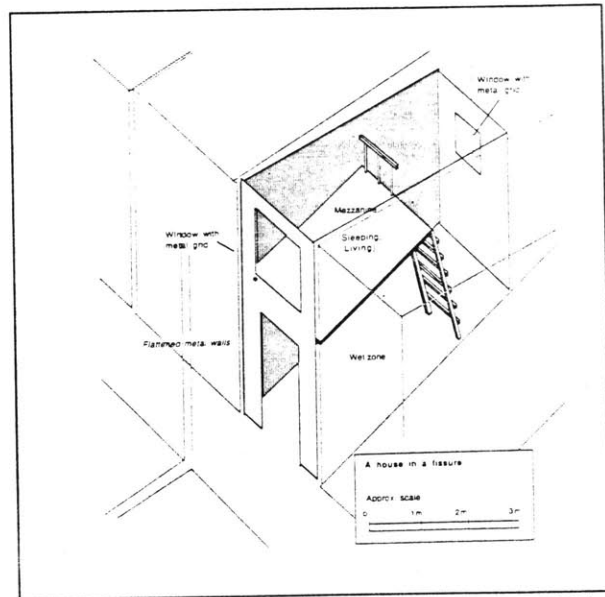 Window with
metal grid
Mezzanine
Sleeping
Living
Window with
metal grid
Flattened metal walls
Wet zone
A house in a fissure
Approx. scale
0 1m 2m 3m